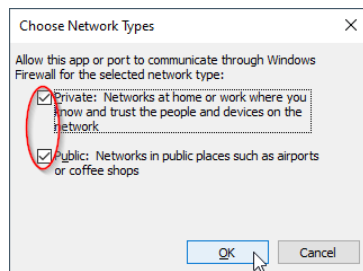 Choose Network Types
Allow this app or port to communicate through Windows
Firewall for the selected network type:
Private: Networks at home or work where you
know and trust the people and devices on the
network
Public: Networks in public places such as airports
or coffee shops
OK Cancel